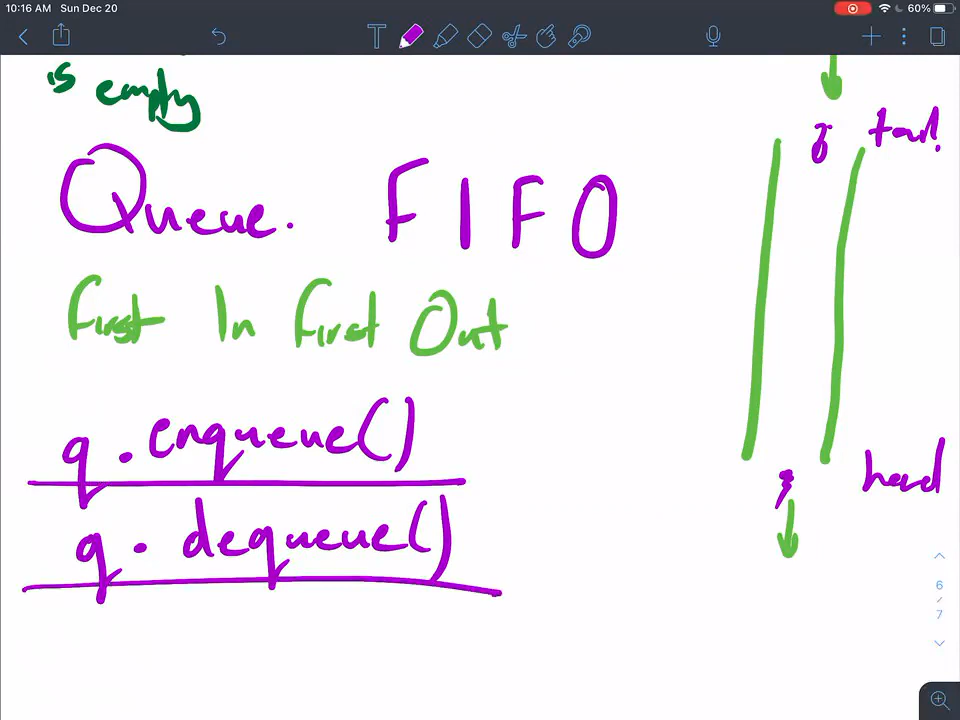 10:16 AM Sun Dec 20
60%
is empty
tail
Queue. FIFO
First In First Out
q.enqueue()
head
q.dequeue()
6
7